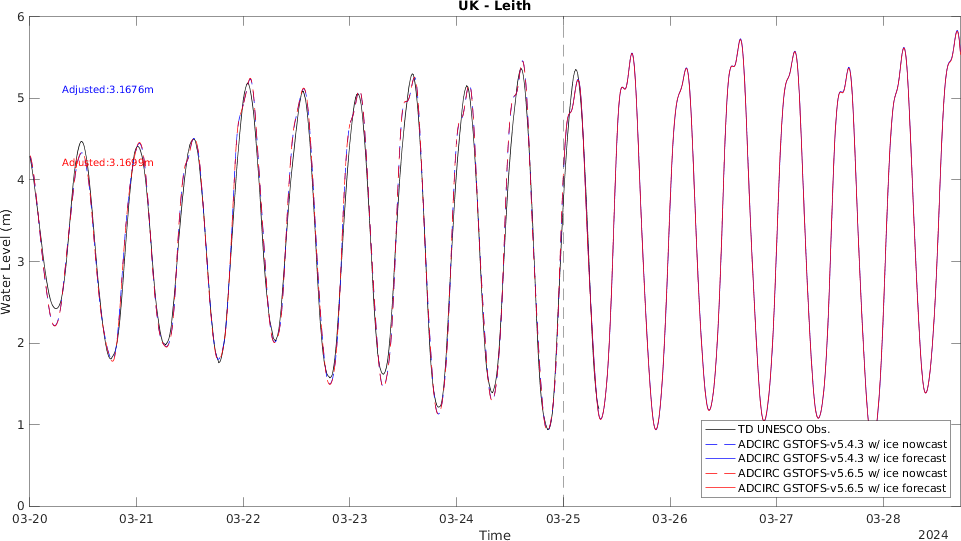 UK - Leith
6
5
4
3
2
1
0
Water Level (m)
Adjusted:3.1676m
Adjusted:3.1699m
TD UNESCO Obs.
ADCIRC GSTOFS-v5.4.3 w/ ice nowcast
ADCIRC GSTOFS-v5.4.3 w/ ice forecast
ADCIRC GSTOFS-v5.6.5 w/ ice nowcast
ADCIRC GSTOFS-v5.6.5 w/ ice forecast
03-20 03-21 03-22 03-23 03-24 03-25 03-26 03-27 03-28
Time
2024